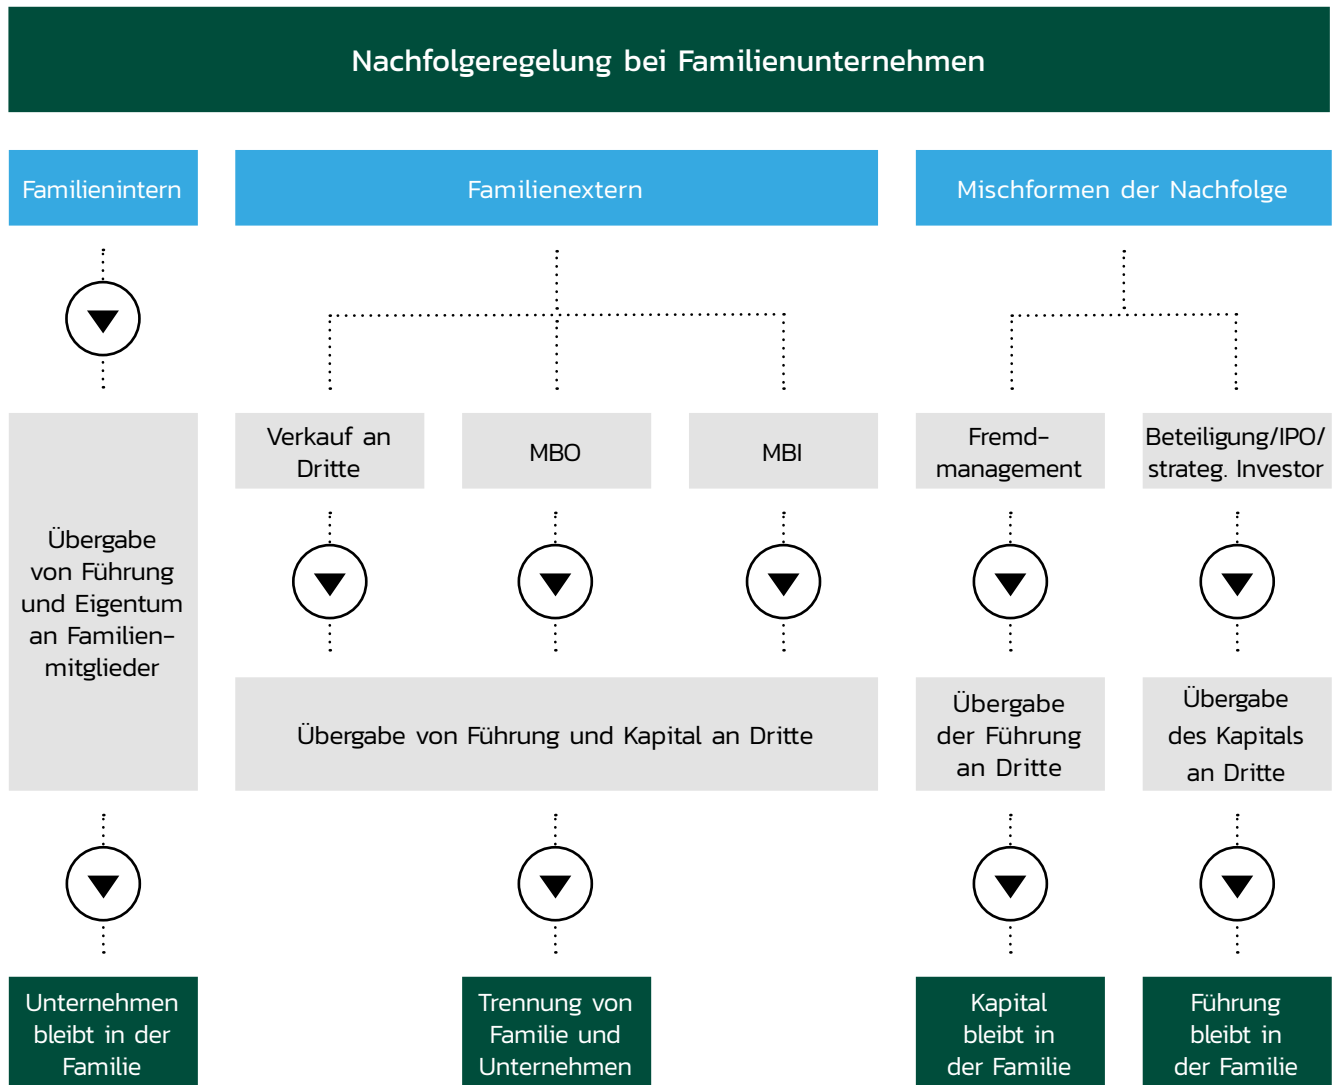 Nachfolgeregelung bei Familienunternehmen
Familienintern
Familienextern
Mischformen der Nachfolge
Übergabe
von Führung
und Eigentum
an Familien-
mitglieder
Verkauf an
Dritte
MBO
MBI
Fremd-
management
Beteiligung/IPO/
strateg. Investor
Übergabe von Führung und Kapital an Dritte
Übergabe
der Führung
an Dritte
Übergabe
des Kapitals
an Dritte
Unternehmen
bleibt in der
Familie
Trennung von
Familie und
Unternehmen
Kapital
bleibt in
der Familie
Führung
bleibt in
der Familie